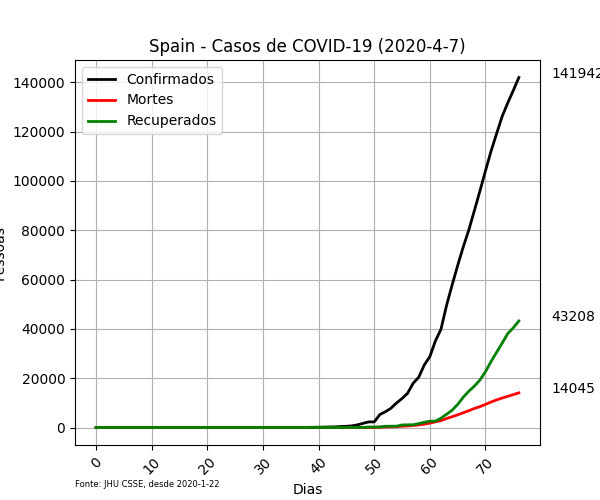 Spain - Casos de COVID-19 (2020-4-7)
Confirmados
Mortes
Recuperados
140000
120000
100000
80000
60000
40000
20000
0
141942
43208
14045
0 10 20 30 40 50 60 70
Fonte: JHU CSSE, desde 2020-1-22
Dias